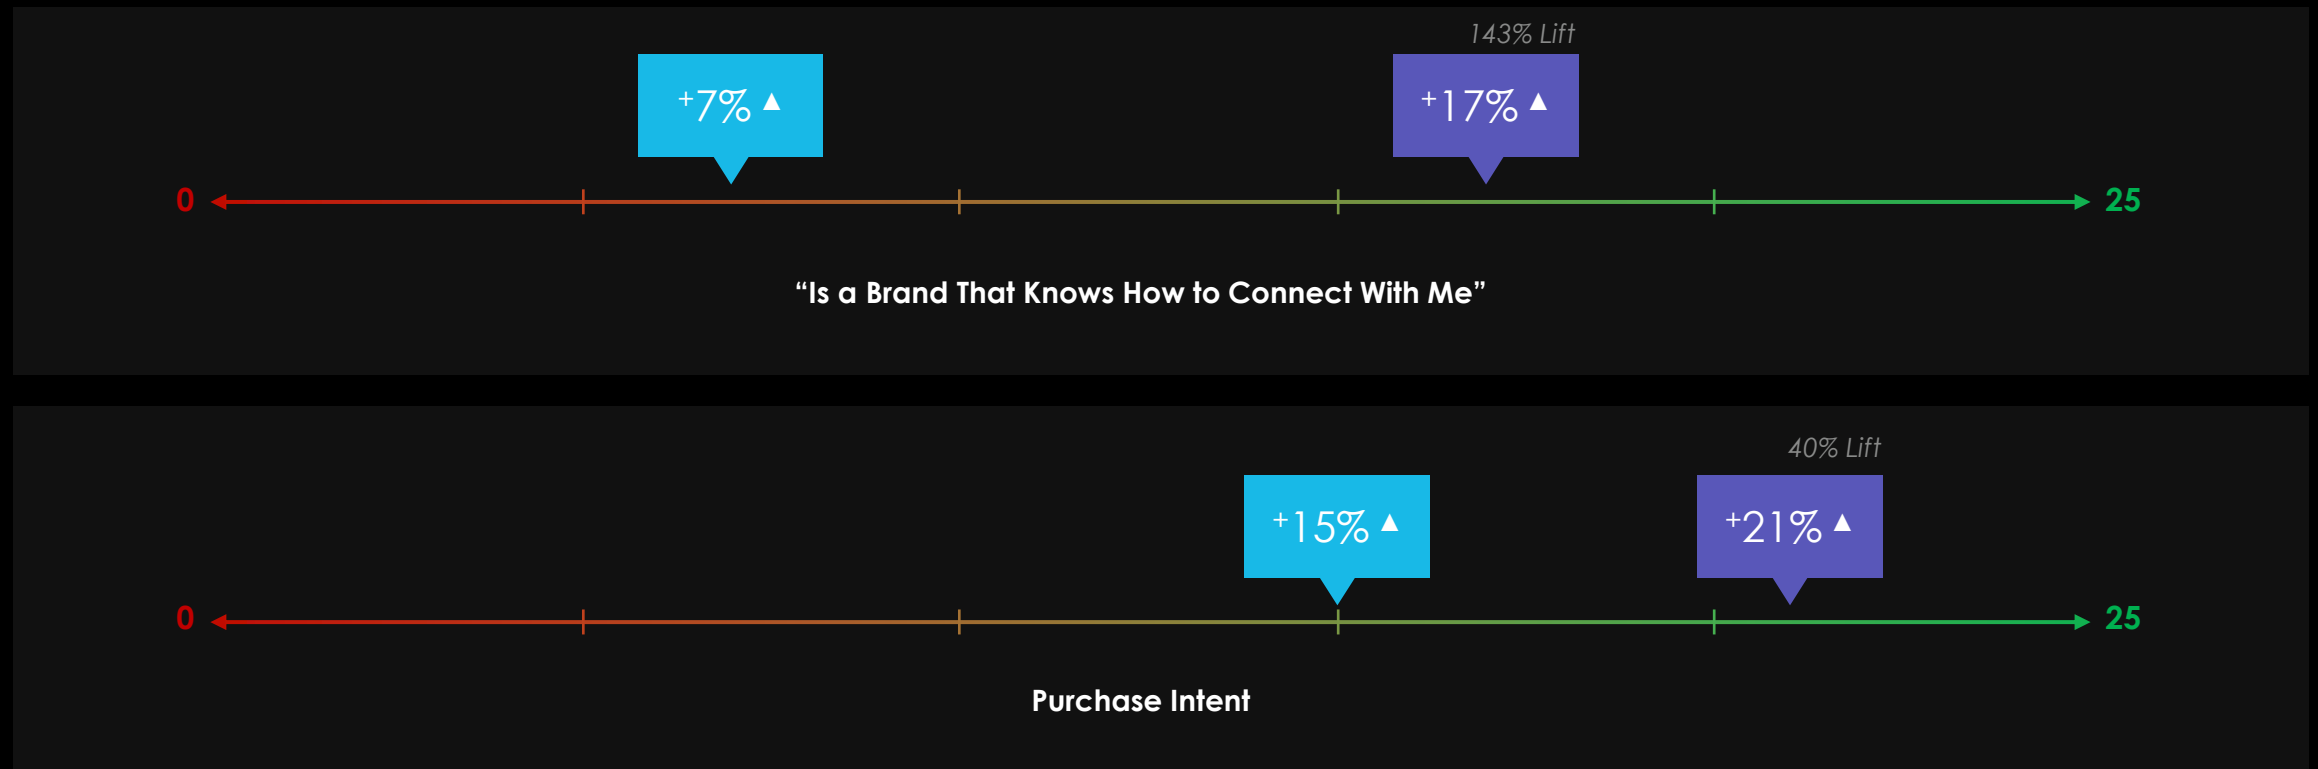 143% Lift
+7% ▲
+17% ▲
0
25
“Is a Brand That Knows How to Connect With Me”
40% Lift
+15% ▲
+21% ▲
0
25
Purchase Intent